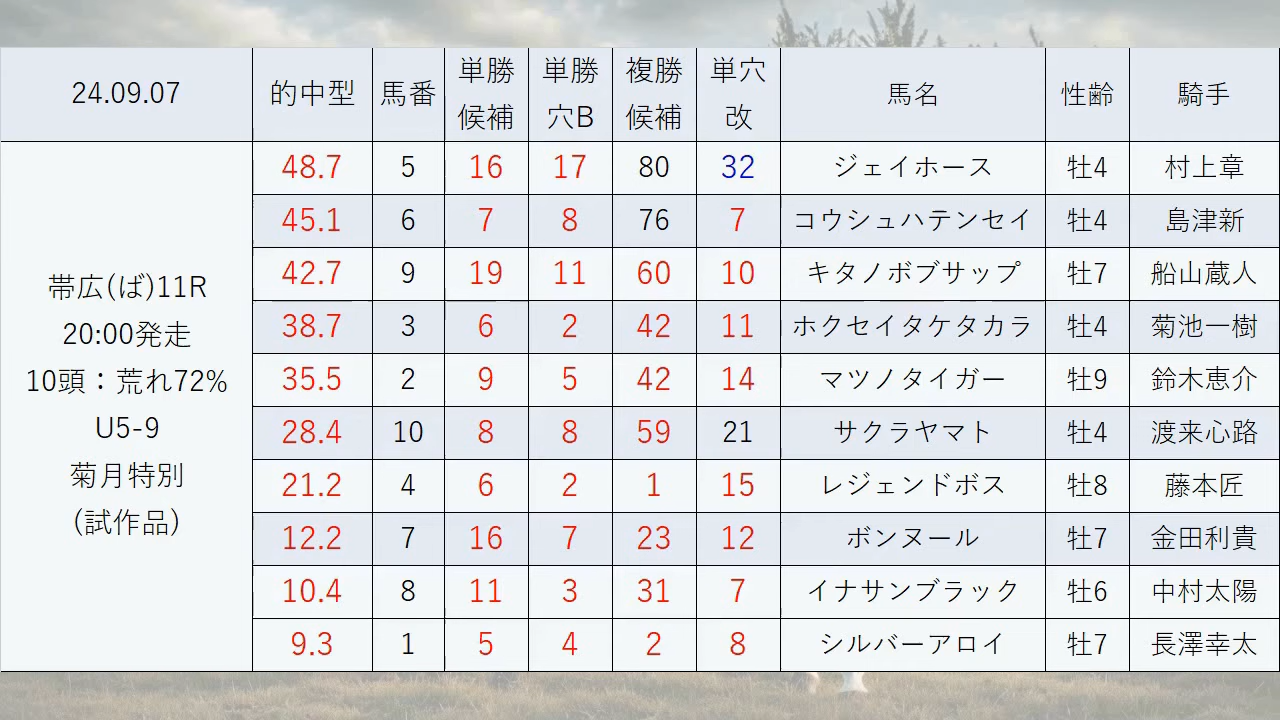 24.09.07 的中型 馬番 単勝候補 単勝穴B 複勝候補 単穴改 馬名 性齢 騎手
帯広(ば)11R
20:00発走
10頭：荒れ72%
U5-9
菊月特別
(試作品)
48.7 5 16 17 80 32 ジェイホース 牡4 村上章
45.1 6 7 8 76 7 コウシュハテンセイ 牡4 島津新
42.7 9 19 11 60 10 キタノボブサップ 牡7 船山蔵人
38.7 3 6 2 42 11 ホクセイタケタカラ 牡4 菊池一樹
35.5 2 9 5 42 14 マツノタイガー 牡9 鈴木恵介
28.4 10 8 8 59 21 サクラヤマト 牡4 渡来心路
21.2 4 6 2 1 15 レジェンドボス 牡8 藤本匠
12.2 7 16 7 23 12 ボンヌール 牡7 金田利貴
10.4 8 11 3 31 7 イナサンブラック 牡6 中村太陽
9.3 1 5 4 2 8 シルバーアロイ 牡7 長澤幸太